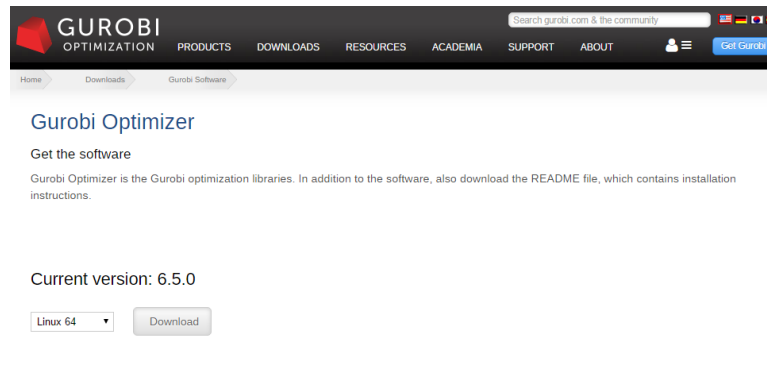 GUROBI
OPTIMIZATION
Search gurobi.com & the community
PRODUCTS DOWNLOADS RESOURCES ACADEMIA SUPPORT ABOUT Get Gurobi
Home Downloads Gurobi Software
Gurobi Optimizer
Get the software
Gurobi Optimizer is the Gurobi optimization libraries. In addition to the software, also download the README file, which contains installation
instructions.
Current version: 6.5.0
Linux 64 Download